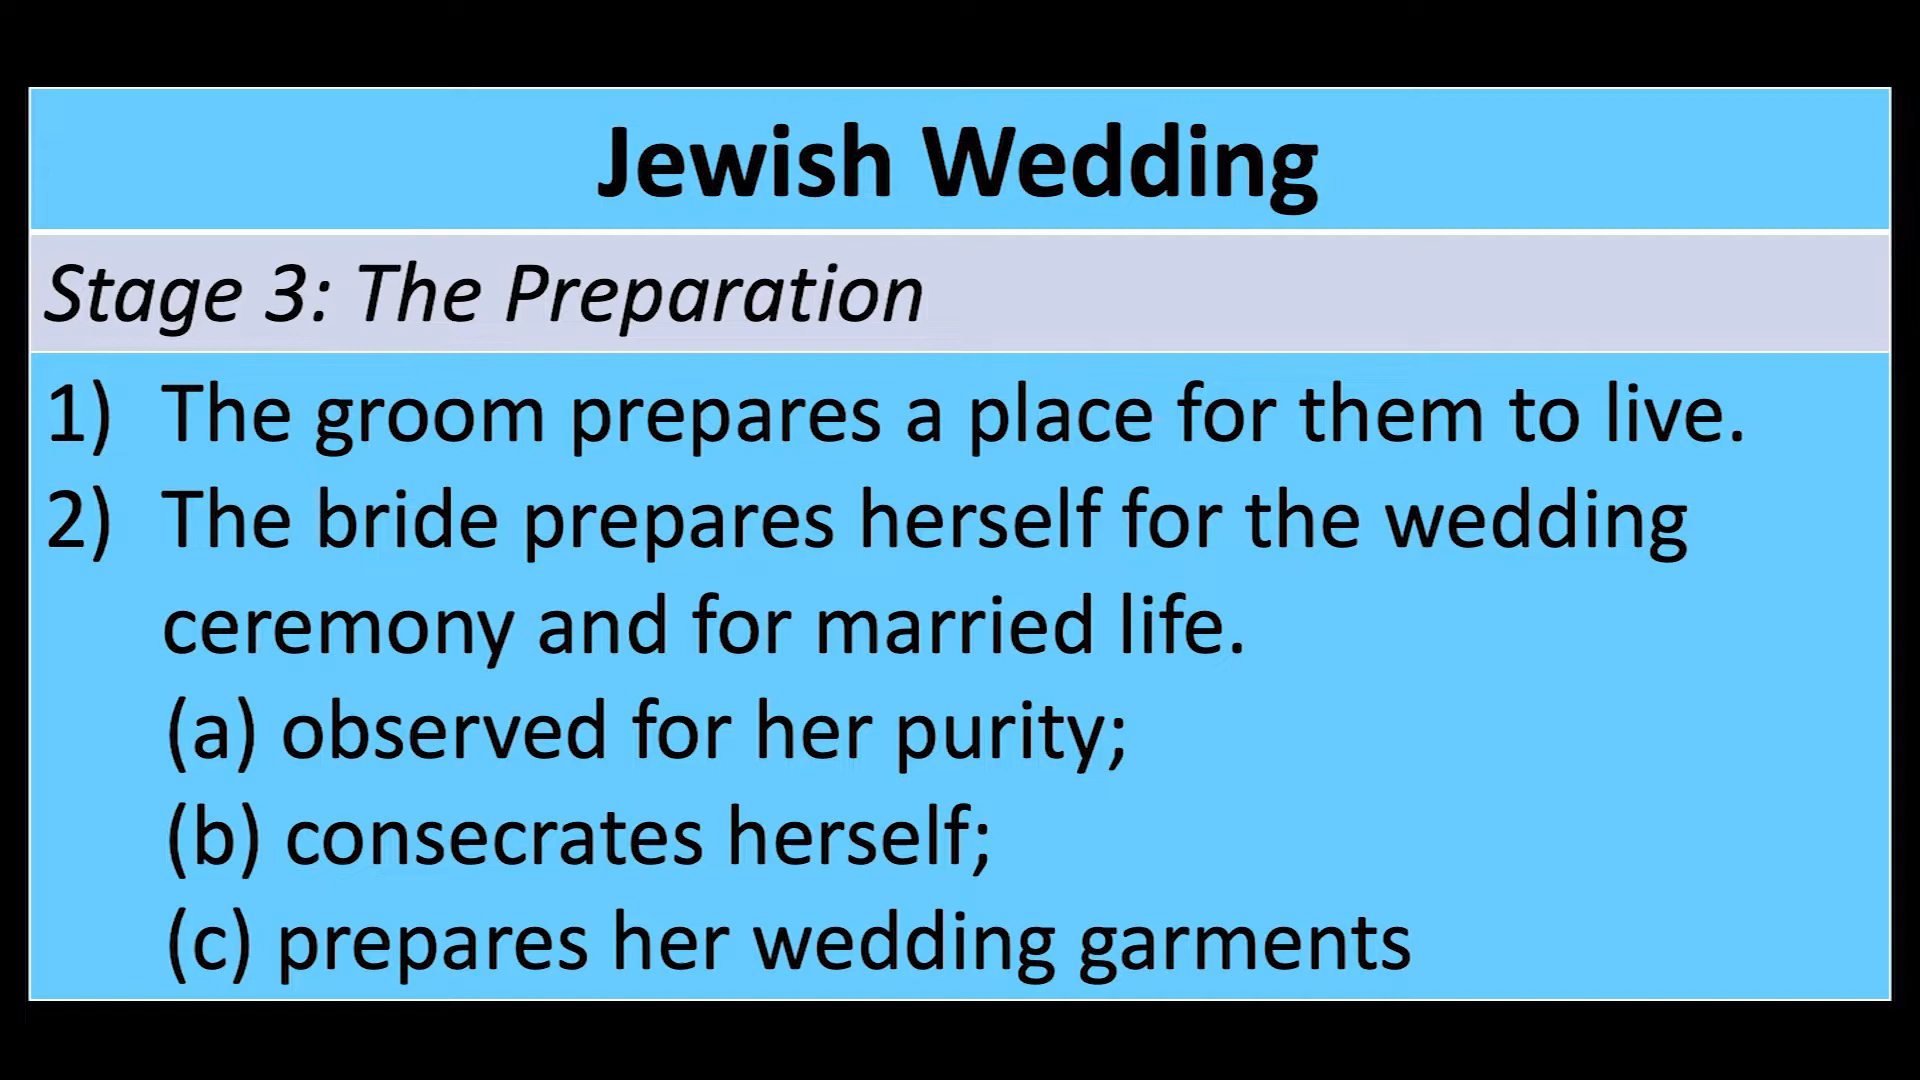 Jewish Wedding
Stage 3: The Preparation
1) The groom prepares a place for them to live.
2) The bride prepares herself for the wedding
ceremony and for married life.
(a) observed for her purity;
(b) consecrates herself;
(c) prepares her wedding garments